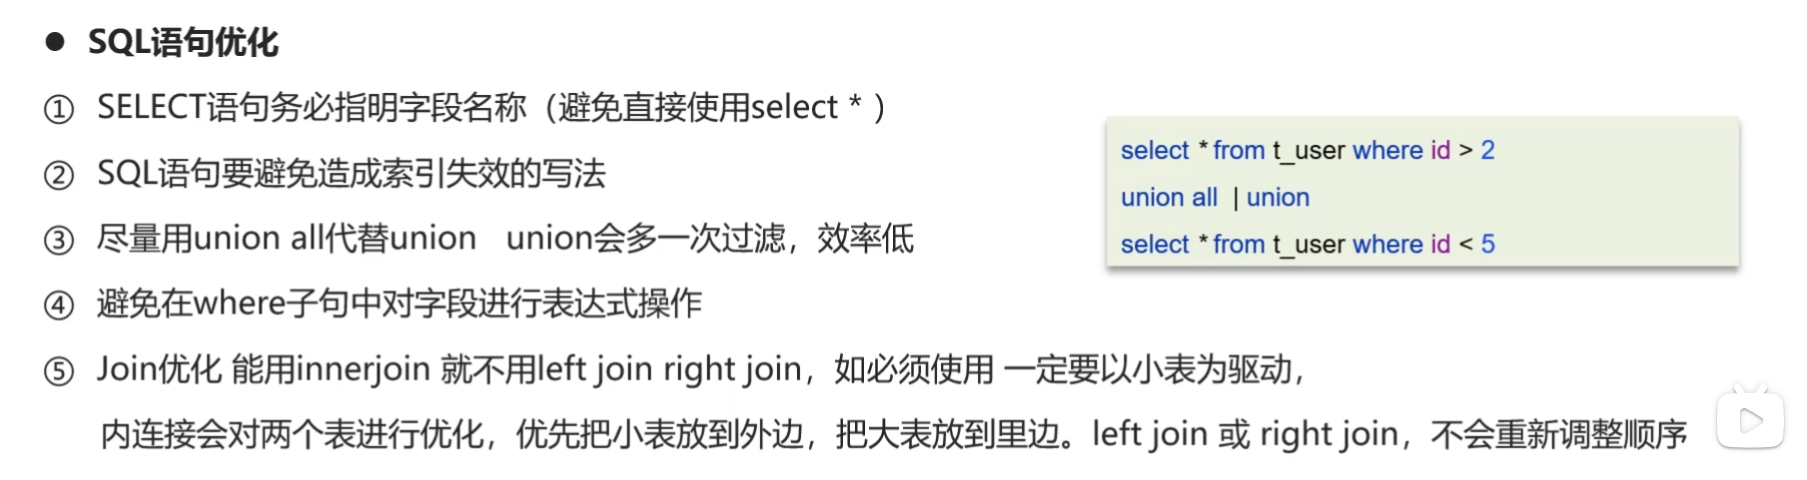 ● SQL语句优化
① SELECT语句务必指明字段名称（避免直接使用select * ）
② SQL语句要避免造成索引失效的写法
③ 尽量用union all代替union   union会多一次过滤，效率低
④ 避免在where子句中对字段进行表达式操作
⑤ Join优化 能用innerjoin 就不用left join right join，如必须使用 一定要以小表为驱动，
内连接会对两个表进行优化，优先把小表放到外边，把大表放到里边。left join 或 right join，不会重新调整顺序
select * from t_user where id > 2
union all | union
select * from t_user where id < 5